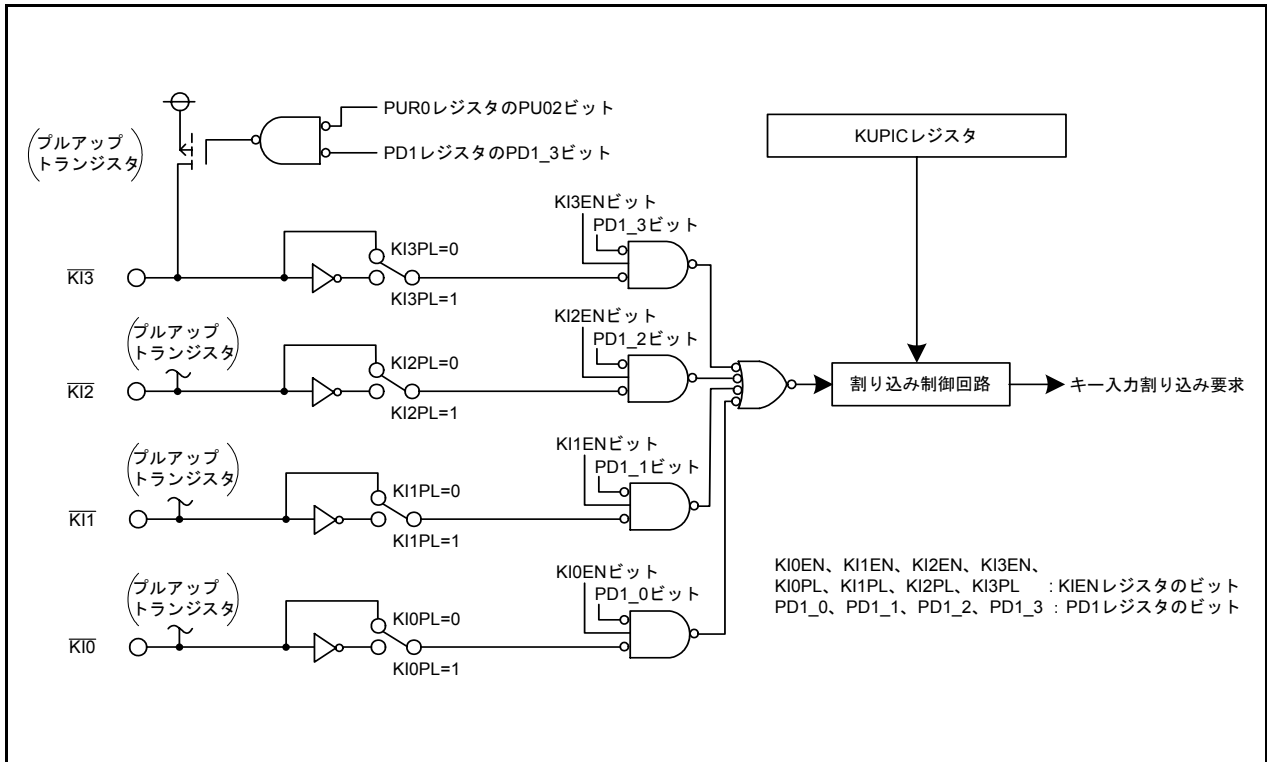 PUR0レジスタのPU02ビット
プルアップ
トランジスタ
PD1レジスタのPD1_3ビット
KUPICレジスタ
KI3ENビット
PD1_3ビット
KI3PL=0
KI3
KI3PL=1
プルアップ
トランジスタ
KI2ENビット
PD1_2ビット
KI2PL=0
KI2
KI2PL=1
割り込み制御回路
キー入力割り込み要求
プルアップ
トランジスタ
KI1ENビット
PD1_1ビット
KI1PL=0
KI1
KI1PL=1
プルアップ
トランジスタ
KI0ENビット
PD1_0ビット
KI0PL=0
KI0
KI0PL=1
KI0EN、KI1EN、KI2EN、KI3EN、
KI0PL、KI1PL、KI2PL、KI3PL ：KIENレジスタのビット
PD1_0、PD1_1、PD1_2、PD1_3 ：PD1レジスタのビット